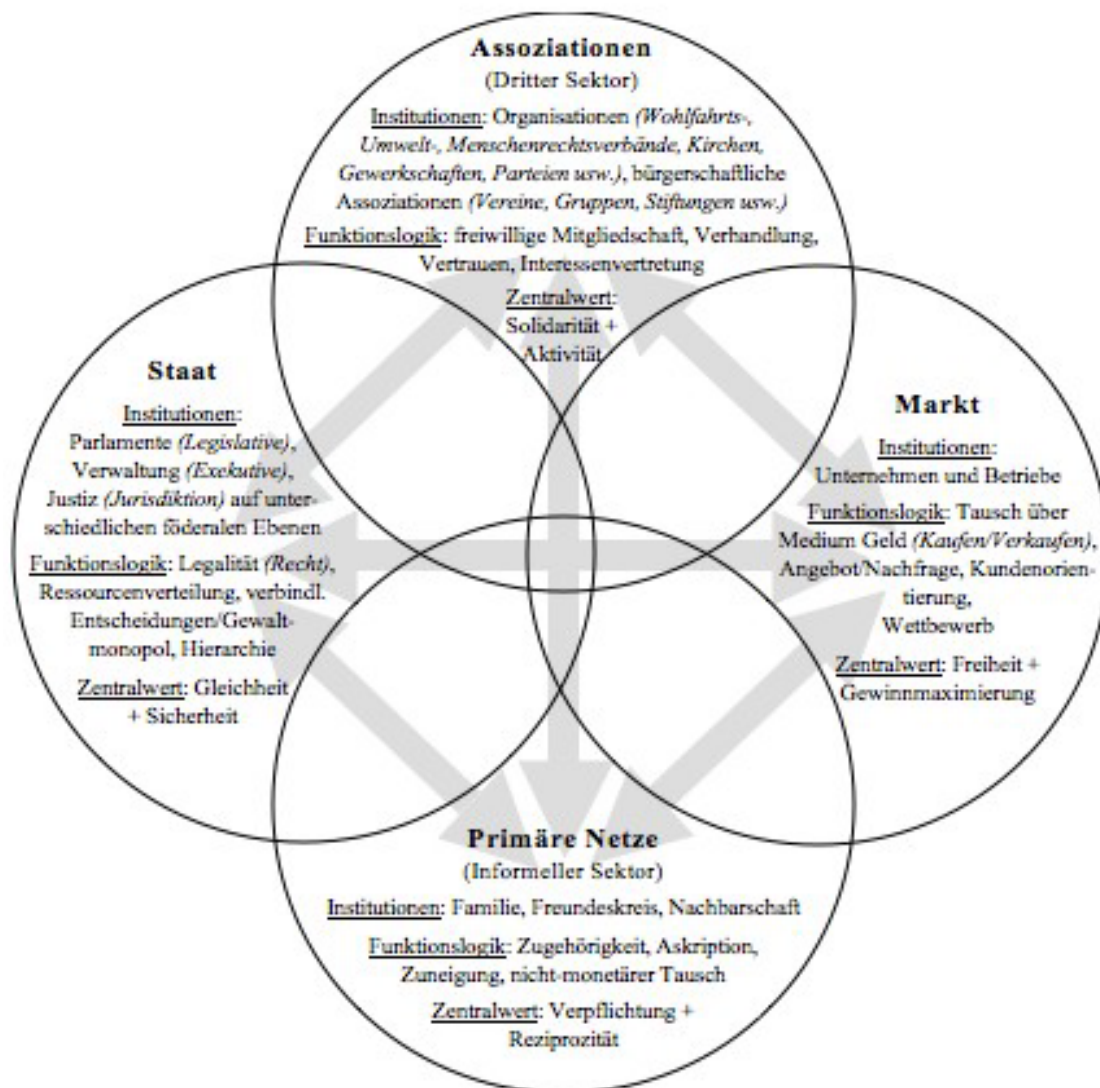 Assoziationen
(Dritter Sektor)
Institutionen: Organisationen (Wohlfahrts-,
Umwelt-, Menschenrechtsverbände, Kirchen,
Gewerkschaften, Parteien usw.), bürgerschaftliche
Assoziationen (Vereine, Gruppen, Stiftungen usw.)
Funktionslogik: freiwillige Mitgliedschaft, Verhandlung,
Vertrauen, Interessenvertretung
Zentralwert:
Solidarität +
Aktivität
Staat
Institutionen:
Parlamente (Legislative),
Verwaltung (Exekutive),
Justiz (Jurisdiktion) auf unter-
schiedlichen föderalen Ebenen
Funktionslogik: Legalität (Recht),
Ressourcenverteilung, verbindl.
Entscheidungen/Gewalt-
monopol, Hierarchie
Zentralwert: Gleichheit
+ Sicherheit
Markt
Institutionen:
Unternehmen und Betriebe
Funktionslogik: Tausch über
Medium Geld (Kaufen/Verkaufen),
Angebot/Nachfrage, Kundenorien-
tierung,
Wettbewerb
Zentralwert: Freiheit +
Gewinnmaximierung
Primäre Netze
(Informeller Sektor)
Institutionen: Familie, Freundeskreis, Nachbarschaft
Funktionslogik: Zugehörigkeit, Askription,
Zuneigung, nicht-monetärer Tausch
Zentralwert: Verpflichtung +
Reziprozität